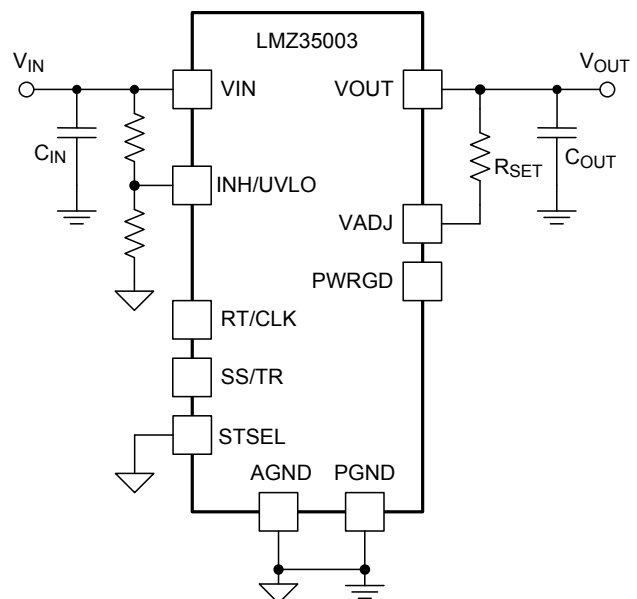 LMZ35003
VIN
VIN
VOUT
VOUT
CIN
INH/UVLO
RSET
COUT
VADJ
PWRGD
RT/CLK
SS/TR
STSEL
AGND
PGND